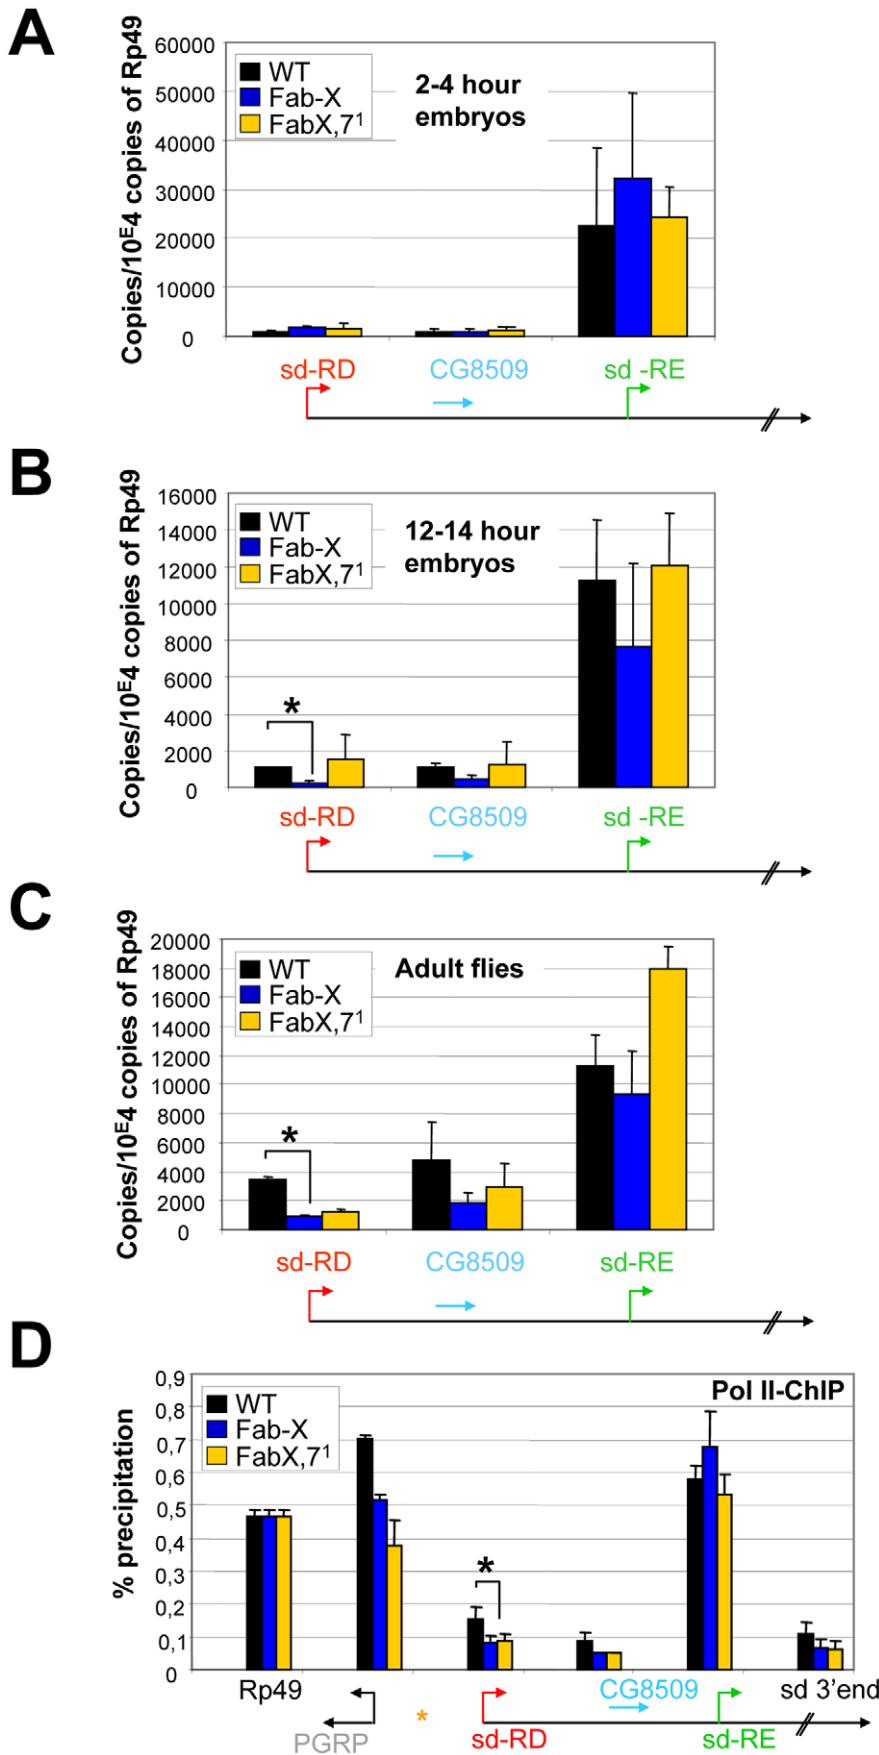 A
Copies/10E4 copies of Rp49
60000
50000
40000
30000
20000
10000
0
WT
Fab-X
FabX,7¹
2-4 hour
embryos
sd-RD CG8509 sd -RE
B
Copies/10E4 copies of Rp49
16000
14000
12000
10000
8000
6000
4000
2000
0
WT
Fab-X
FabX,7¹
12-14 hour
embryos
*
sd-RD CG8509 sd -RE
C
Copies/10E4 copies of Rp49
20000
18000
16000
14000
12000
10000
8000
6000
4000
2000
0
WT
Fab-X
FabX,7¹
Adult flies
*
sd-RD CG8509 sd-RE
D
% precipitation
0,9
0,8
0,7
0,6
0,5
0,4
0,3
0,2
0,1
0
WT
Fab-X
FabX,7¹
Pol II-ChIP
*
Rp49 CG8509 sd 3'end
*
PGRP sd-RD sd-RE